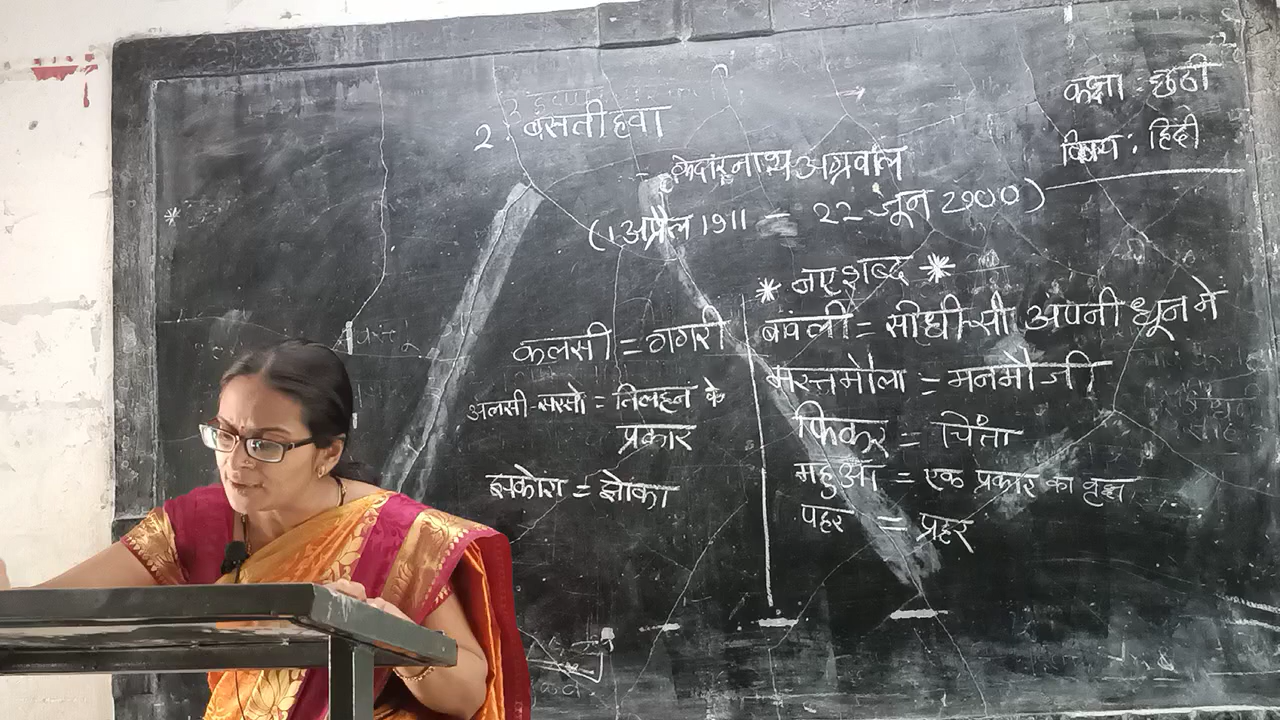 कक्षा : छठी
विषय : हिंदी
2. बसंती हवा
- केदारनाथ अग्रवाल
(1 अप्रैल 1911 - 22 जून 2000)
* नए शब्द *
बावली = सीधी-सी अपनी धून में
मस्तमौला = मनमौजी
फिकर = चिंता
महुआ = एक प्रकार का वृक्ष
पहर = प्रहर
कलसी = गगरी
अलसी-सरसो = तिलहन के
प्रकार
झकोरा = झोका